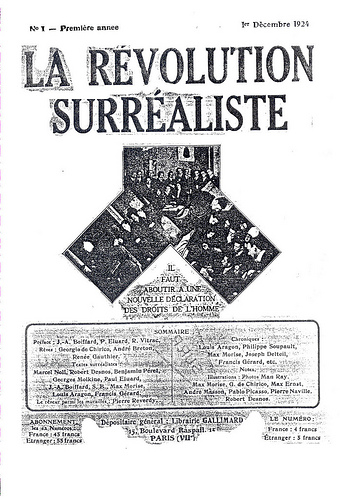 No 1 — Première année
1er Décembre 1924
LA RÉVOLUTION
SURRÉALISTE
IL
FAUT
ABOUTIR A UNE
NOUVELLE DÉCLARATION
DES DROITS DE L'HOMME
SOMMAIRE
Préface : J.-A. Boiffard, P. Eluard, R. Vitrac.
Rêves : Georgio de Chirico, André Breton,
Renée Gauthier.
Textes surréalistes :
Marcel Noll, Robert Desnos, Benjamin Péret,
Georges Malkine, Paul Eluard,
J.-A. Boiffard, S. B., Max Morise,
Louis Aragon, Francis Gérard.
Le rêveur parmi les murailles : Pierre Reverdy.
Chroniques :
Louis Aragon, Philippe Soupault,
Max Morise, Joseph Delteil,
Francis Gérard, etc.
Notes.
Illustrations : Photos Man Ray.
Max Morise, G. de Chirico, Max Ernst,
André Masson, Pablo Picasso, Pierre Naville,
Robert Desnos.
ABONNEMENT,
les 12 Numéros :
France : 45 francs
Étranger : 55 francs
Dépositaire général : Librairie GALLIMARD
15, Boulevard Raspail, 15
PARIS (VII)
LE NUMÉRO :
France : 4 francs
Étranger : 5 francs